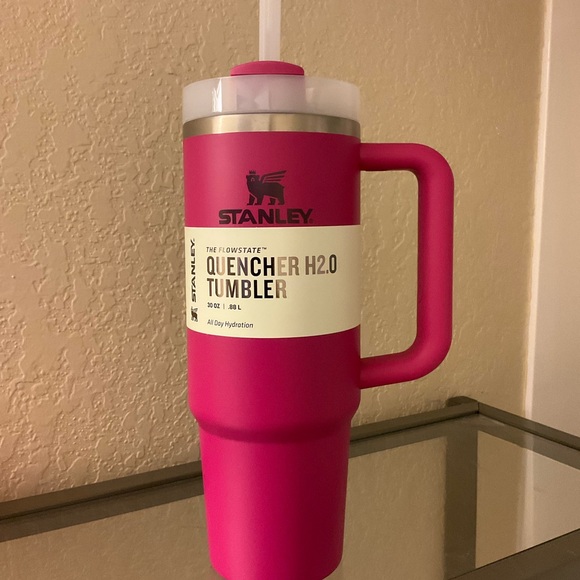 STANLEY
THE FLOWSTATE™
QUENCHER H2.0
TUMBLER
30 OZ | .88 L
All Day Hydration
STANLEY.